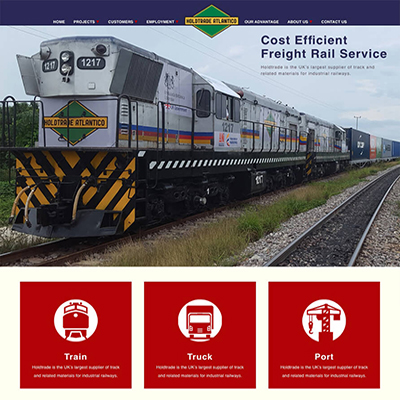 HOME PROJECTS CUSTOMERS EMPLOYMENT HOLDTRADE ATLANTICO OUR ADVANTAGE ABOUT US CONTACT US
Cost Efficient
Freight Rail Service
Holdtrade is the UK's largest supplier of track and
related materials for industrial railways.
1217
1217
HOLDTRADE ATLANTICO
1217
1217
Train
Holdtrade is the UK's largest supplier of track
and related materials for industrial railways.
Truck
Holdtrade is the UK's largest supplier of track
and related materials for industrial railways.
Port
Holdtrade is the UK's largest supplier of track
and related materials for industrial railways.